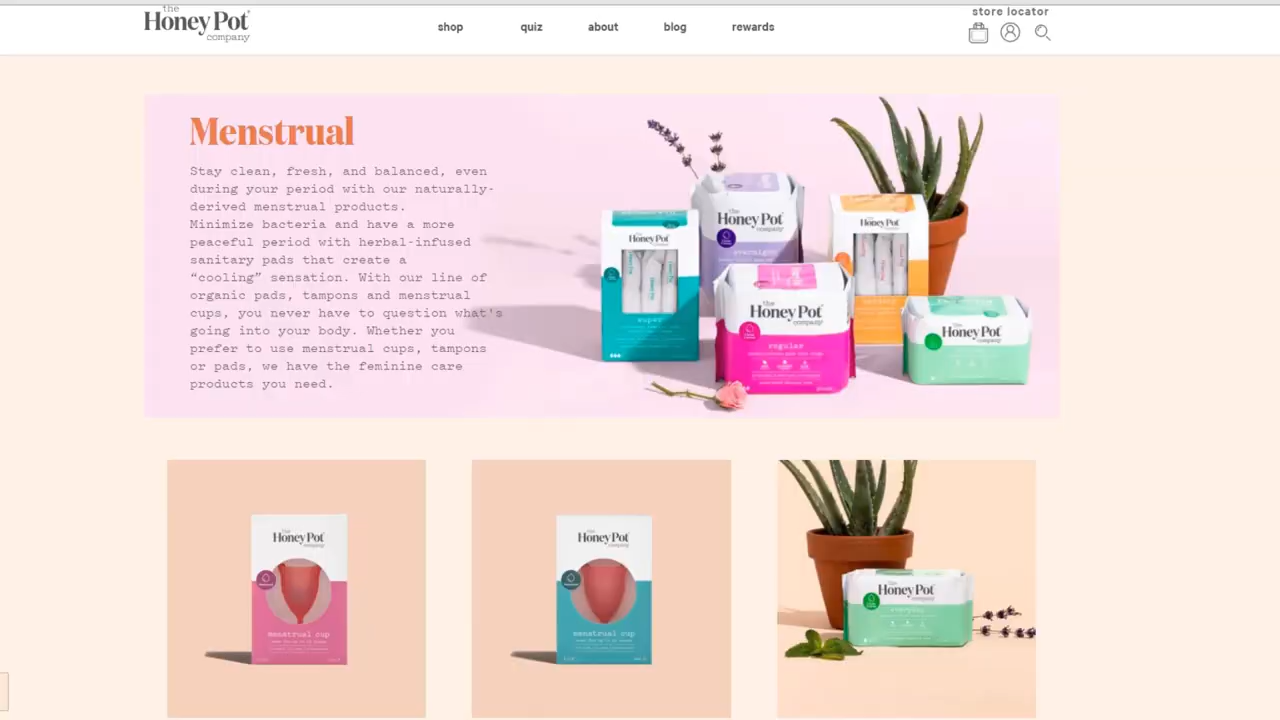 the
Honey Pot
company
shop
quiz
about
blog
rewards
store locator
Menstrual
Stay clean, fresh, and balanced, even
during your period with our naturally-
derived menstrual products.
Minimize bacteria and have a more
peaceful period with herbal-infused
sanitary pads that create a
“cooling” sensation. With our line of
organic pads, tampons and menstrual
cups, you never have to question what's
going into your body. Whether you
prefer to use menstrual cups, tampons
or pads, we have the feminine care
products you need.
the
Honey Pot
company
overnight
Honey Pot
super
Honey Pot
the
Honey Pot
company
regular
the
Honey Pot
company
the
Honey Pot
company
menstrual cup
the
Honey Pot
company
menstrual cup
the
Honey Pot
company
everyday